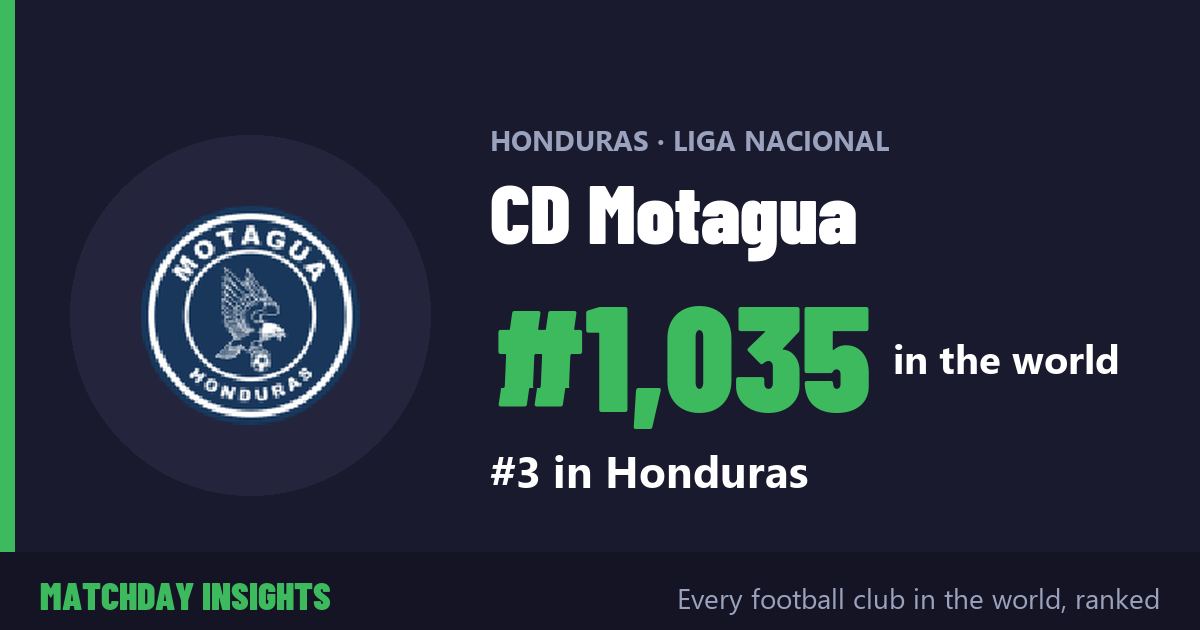 HONDURAS · LIGA NACIONAL
CD Motagua
MOTAGUA
HONDURAS
#1,035 in the world
#3 in Honduras
MATCHDAY INSIGHTS
Every football club in the world, ranked